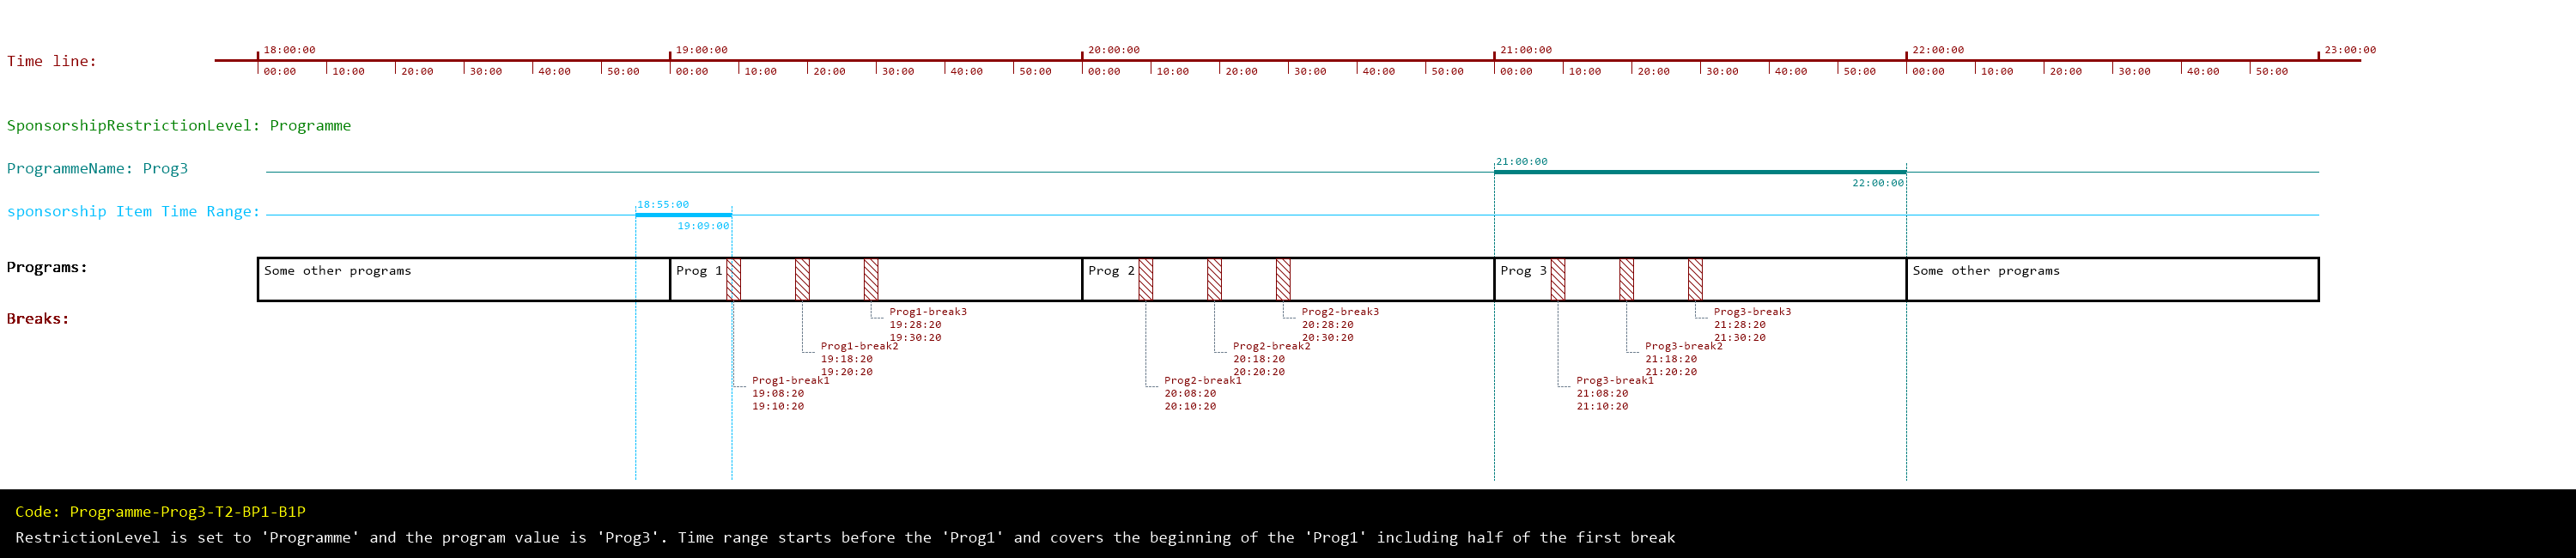 18:00:00 19:00:00 20:00:00 21:00:00 22:00:00 23:00:00
Time line:
00:00 10:00 20:00 30:00 40:00 50:00 00:00 10:00 20:00 30:00 40:00 50:00 00:00 10:00 20:00 30:00 40:00 50:00 00:00 10:00 20:00 30:00 40:00 50:00 00:00 10:00 20:00 30:00 40:00 50:00
SponsorshipRestrictionLevel: Programme
ProgrammeName: Prog3
21:00:00
22:00:00
sponsorship Item Time Range:
18:55:00
19:09:00
Programs:
Some other programs
Prog 1
Prog 2
Prog 3
Some other programs
Breaks:
Prog1-break3
19:28:20
19:30:20
Prog1-break2
19:18:20
19:20:20
Prog1-break1
19:08:20
19:10:20
Prog2-break3
20:28:20
20:30:20
Prog2-break2
20:18:20
20:20:20
Prog2-break1
20:08:20
20:10:20
Prog3-break3
21:28:20
21:30:20
Prog3-break2
21:18:20
21:20:20
Prog3-break1
21:08:20
21:10:20
Code: Programme-Prog3-T2-BP1-B1P
RestrictionLevel is set to 'Programme' and the program value is 'Prog3'. Time range starts before the 'Prog1' and covers the beginning of the 'Prog1' including half of the first break